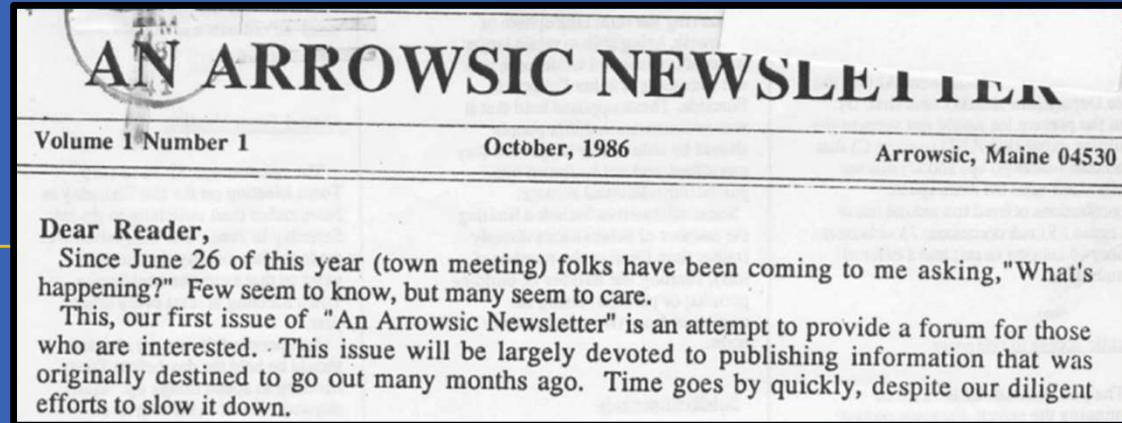 AN ARROWSIC NEWSLETTER
Volume 1 Number 1 October, 1986 Arrowsic, Maine 04530
Dear Reader,
Since June 26 of this year (town meeting) folks have been coming to me asking,"What's
happening?" Few seem to know, but many seem to care.
This, our first issue of "An Arrowsic Newsletter" is an attempt to provide a forum for those
who are interested. This issue will be largely devoted to publishing information that was
originally destined to go out many months ago. Time goes by quickly, despite our diligent
efforts to slow it down.